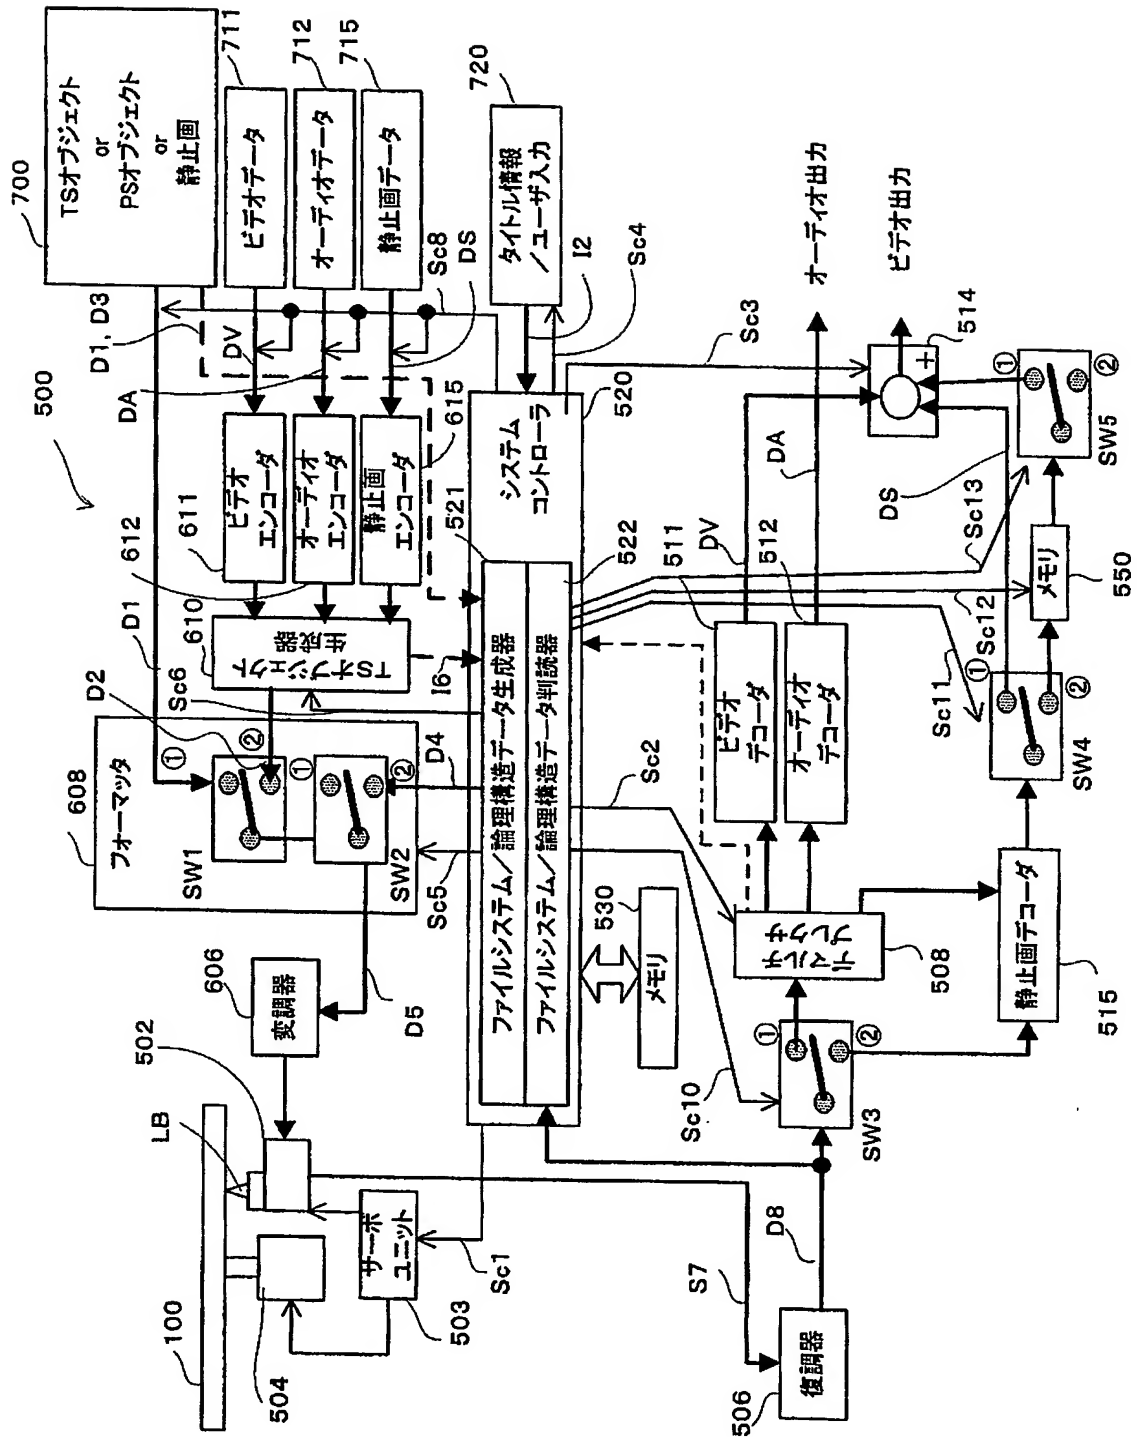 500
700
TSオブジェクト
or
PSオブジェクト
or
静止画
711
ビデオデータ
712
オーディオデータ
715
静止画データ
720
タイトル情報
/ユーザ入力
D1, D3
DV
DA
Sc8
DS
I2
Sc4
611
ビデオ
エンコーダ
612
オーディオ
エンコーダ
615
静止画
エンコーダ
610
TSオブジェクト
生成器
D1
D2
Sc6
I6
608
フォーマッタ
①
②
SW1
①
②
SW2
D4
Sc5
D5
606
変調器
502
LB
100
504
503
サーボ
ユニット
Sc1
521
522
520
システム
コントローラ
ファイルシステム/論理構造データ生成器
ファイルシステム/論理構造データ判読器
530
メモリ
Sc2
Sc10
Sc3
511
ビデオ
デコーダ
512
オーディオ
デコーダ
DV
DA
オーディオ出力
ビデオ出力
514
+
508
デマルチ
プレクサ
①
②
SW3
S7
D8
506
復調器
515
静止画デコーダ
Sc11
Sc12
Sc13
①
②
SW4
DS
550
メモリ
①
②
SW5